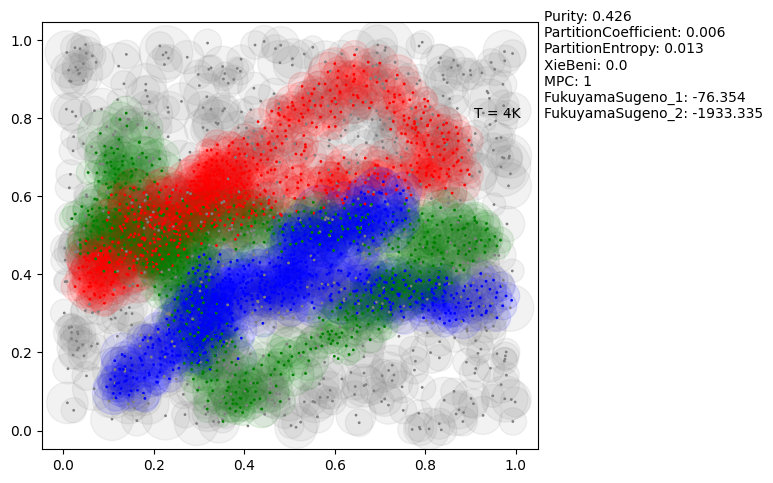 Purity: 0.426
PartitionCoefficient: 0.006
PartitionEntropy: 0.013
XieBeni: 0.0
MPC: 1
FukuyamaSugeno_1: -76.354
FukuyamaSugeno_2: -1933.335
T = 4K
1.0
0.8
0.6
0.4
0.2
0.0
0.0 0.2 0.4 0.6 0.8 1.0